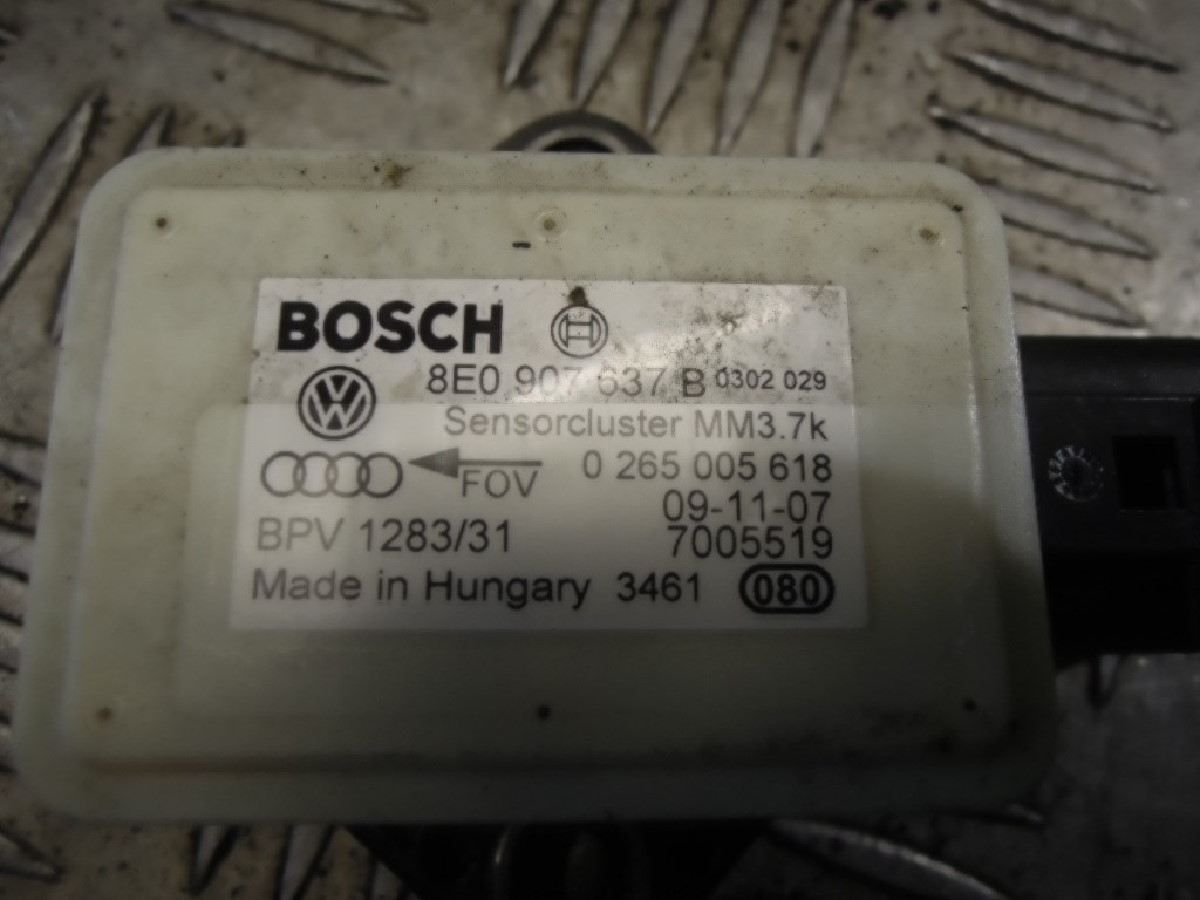 BOSCH
8E0 907 637 B 0302 029
Sensorcluster MM3.7k
FOV 0 265 005 618
09-11-07
BPV 1283/31 7005519
Made in Hungary 3461 080